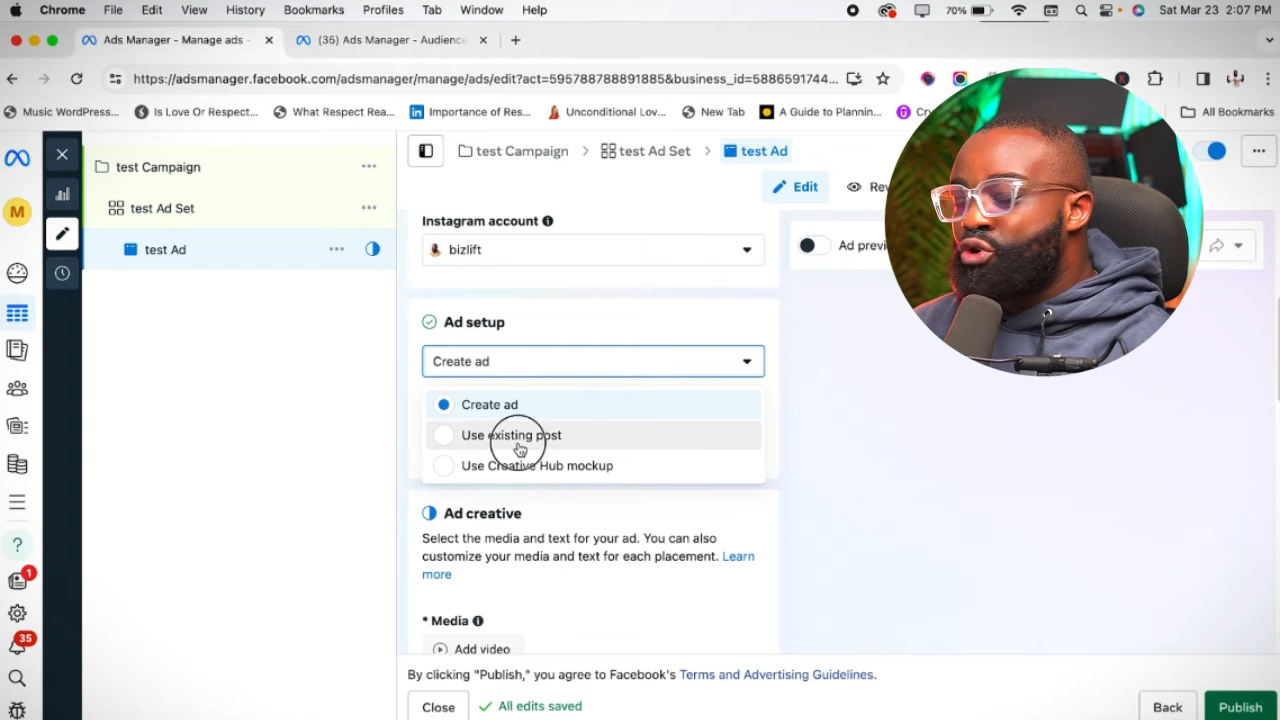 Chrome File Edit View History Bookmarks Profiles Tab Window Help 70% Sat Mar 23 2:07 PM
Ads Manager - Manage ads - (35) Ads Manager - Audience
https://adsmanager.facebook.com/adsmanager/manage/ads/edit?act=595788788891885&business_id=5886591744...
Music WordPress... Is Love Or Respect... What Respect Rea... Importance of Res... Unconditional Lov... New Tab A Guide to Plannin... All Bookmarks
test Campaign
test Ad Set
test Ad
M
1
35
test Campaign > test Ad Set > test Ad
Edit
Instagram account
bizlift
Ad setup
Create ad
Create ad
Use existing post
Use Creative Hub mockup
Ad creative
Select the media and text for your ad. You can also
customize your media and text for each placement. Learn
more
* Media
Add video
By clicking "Publish," you agree to Facebook's Terms and Advertising Guidelines.
Close All edits saved Back Publish